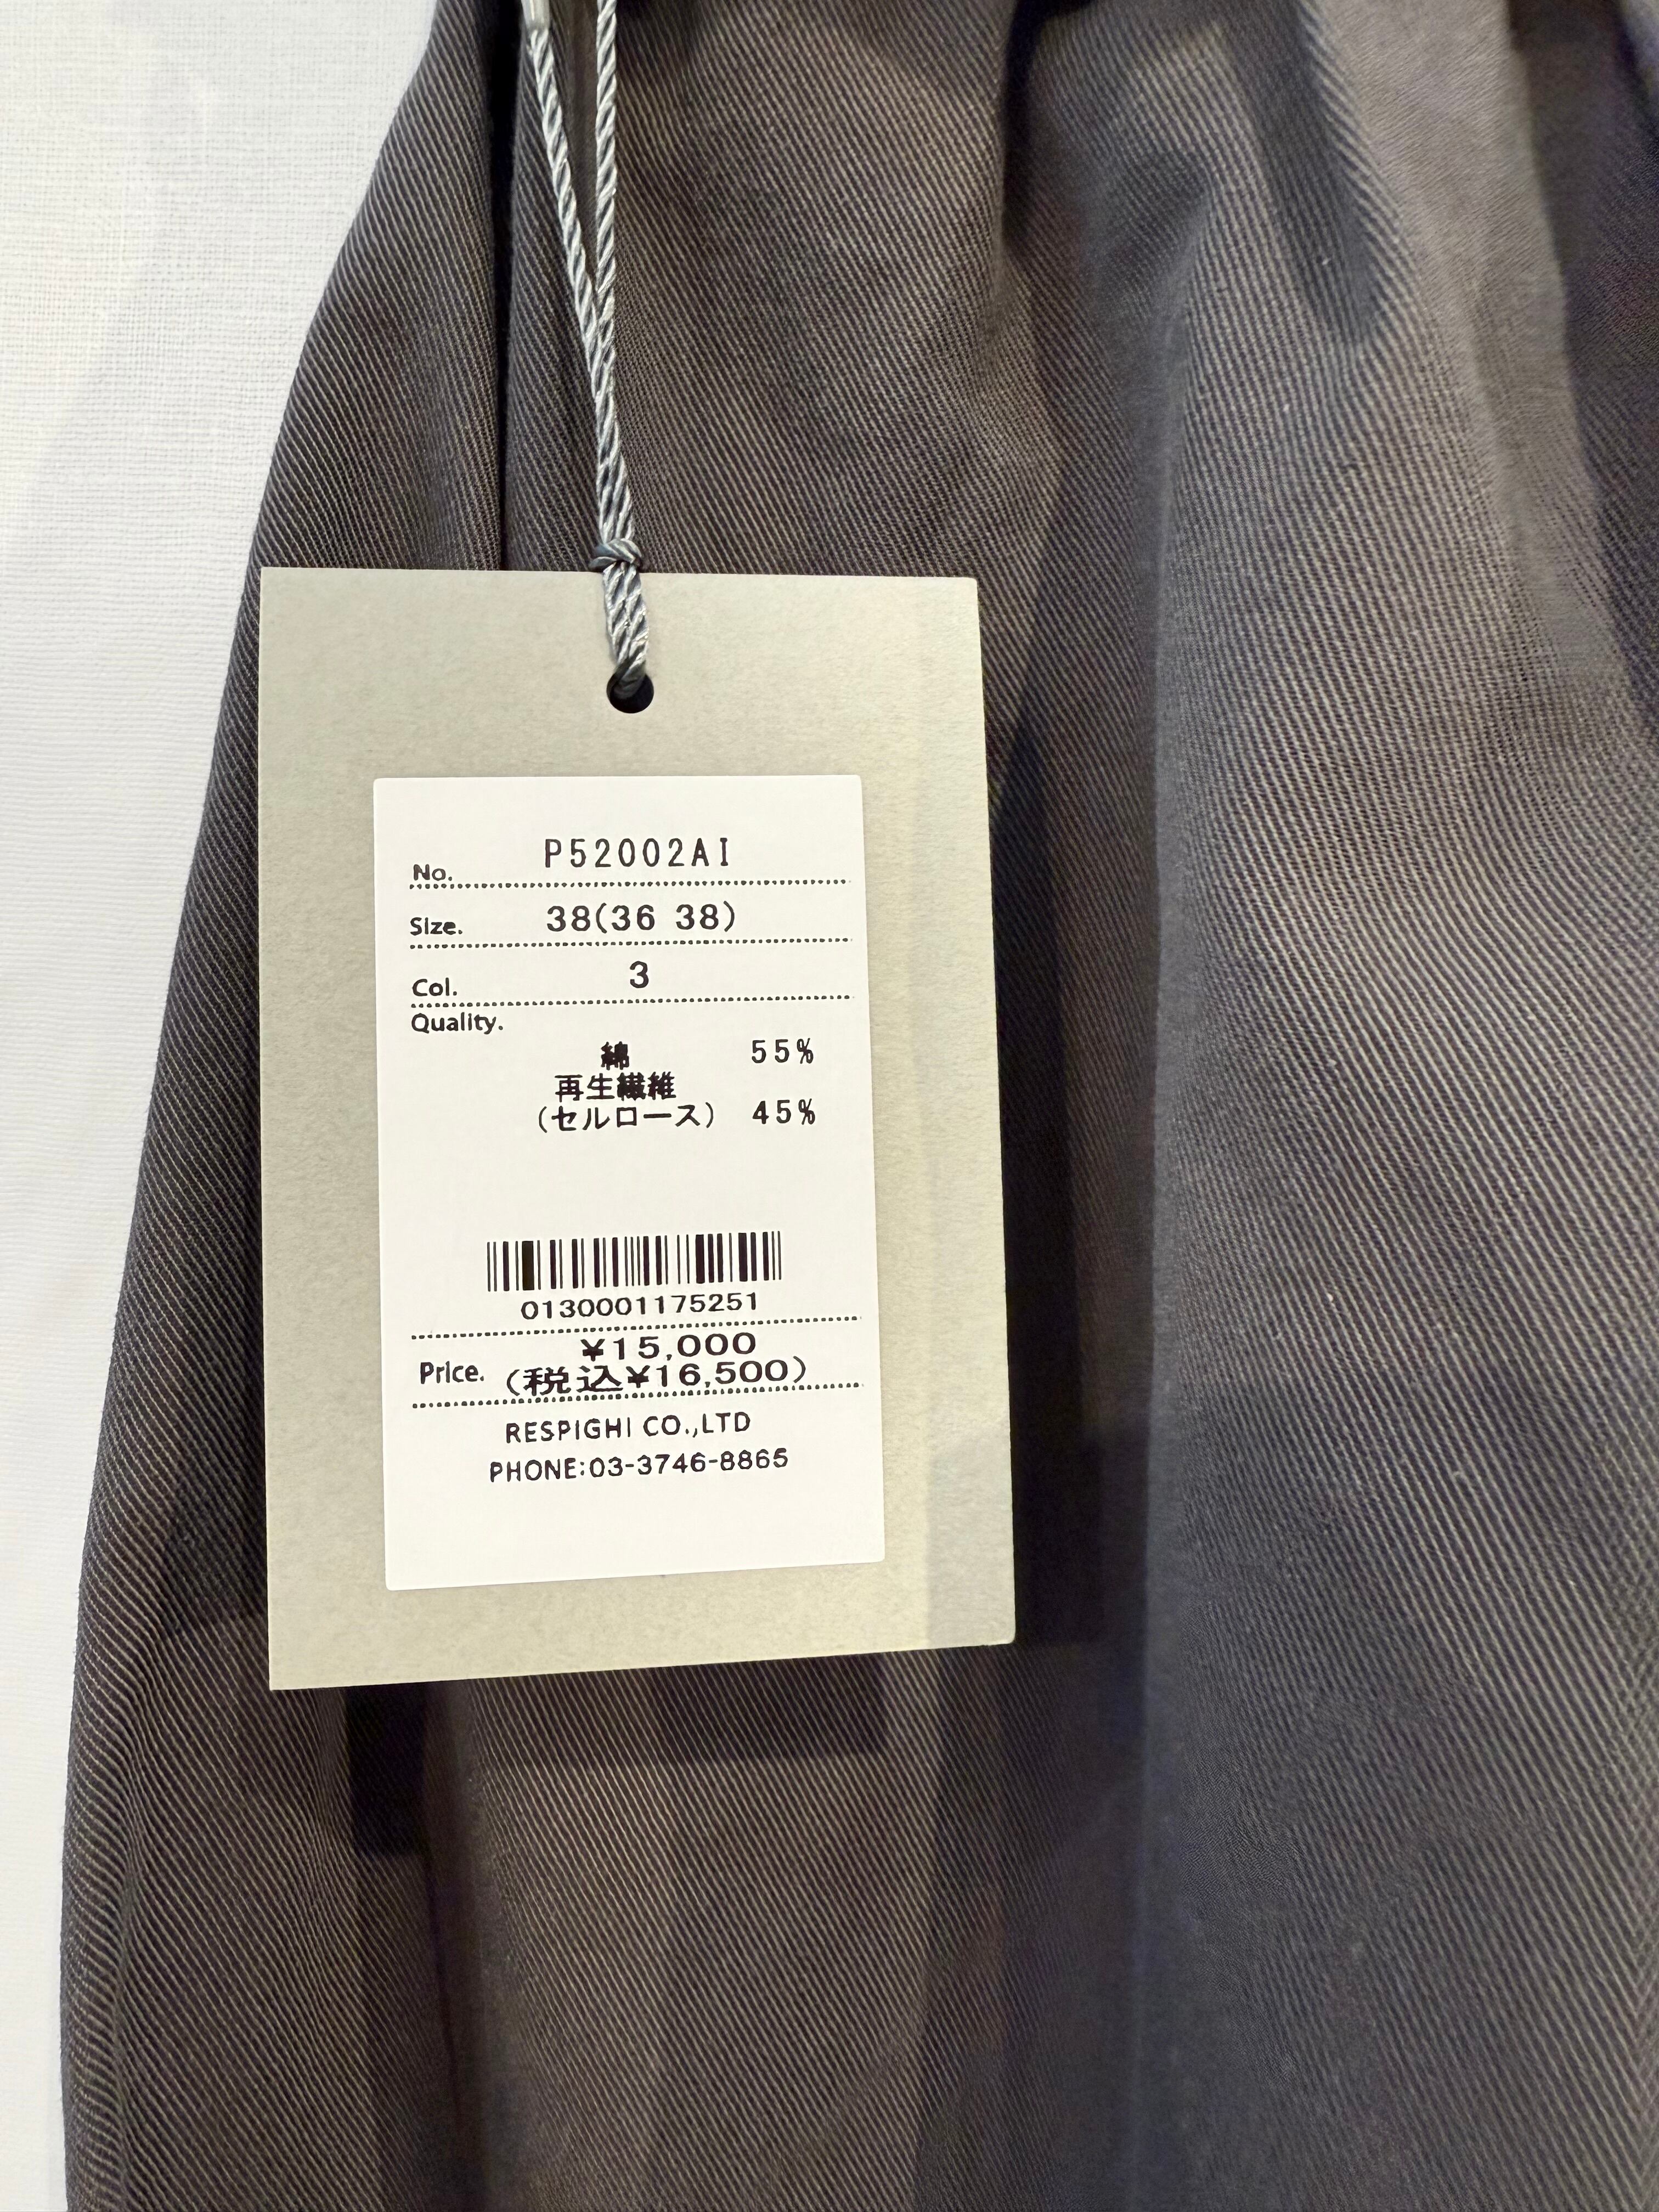 No. P52002AI
Size. 38(36 38)
Col. 3
Quality.
綿 55%
再生繊維
(セルロース) 45%
0130001175251
¥15,000
Price. (税込¥16,500)
RESPIGHI CO.,LTD
PHONE:03-3746-8865